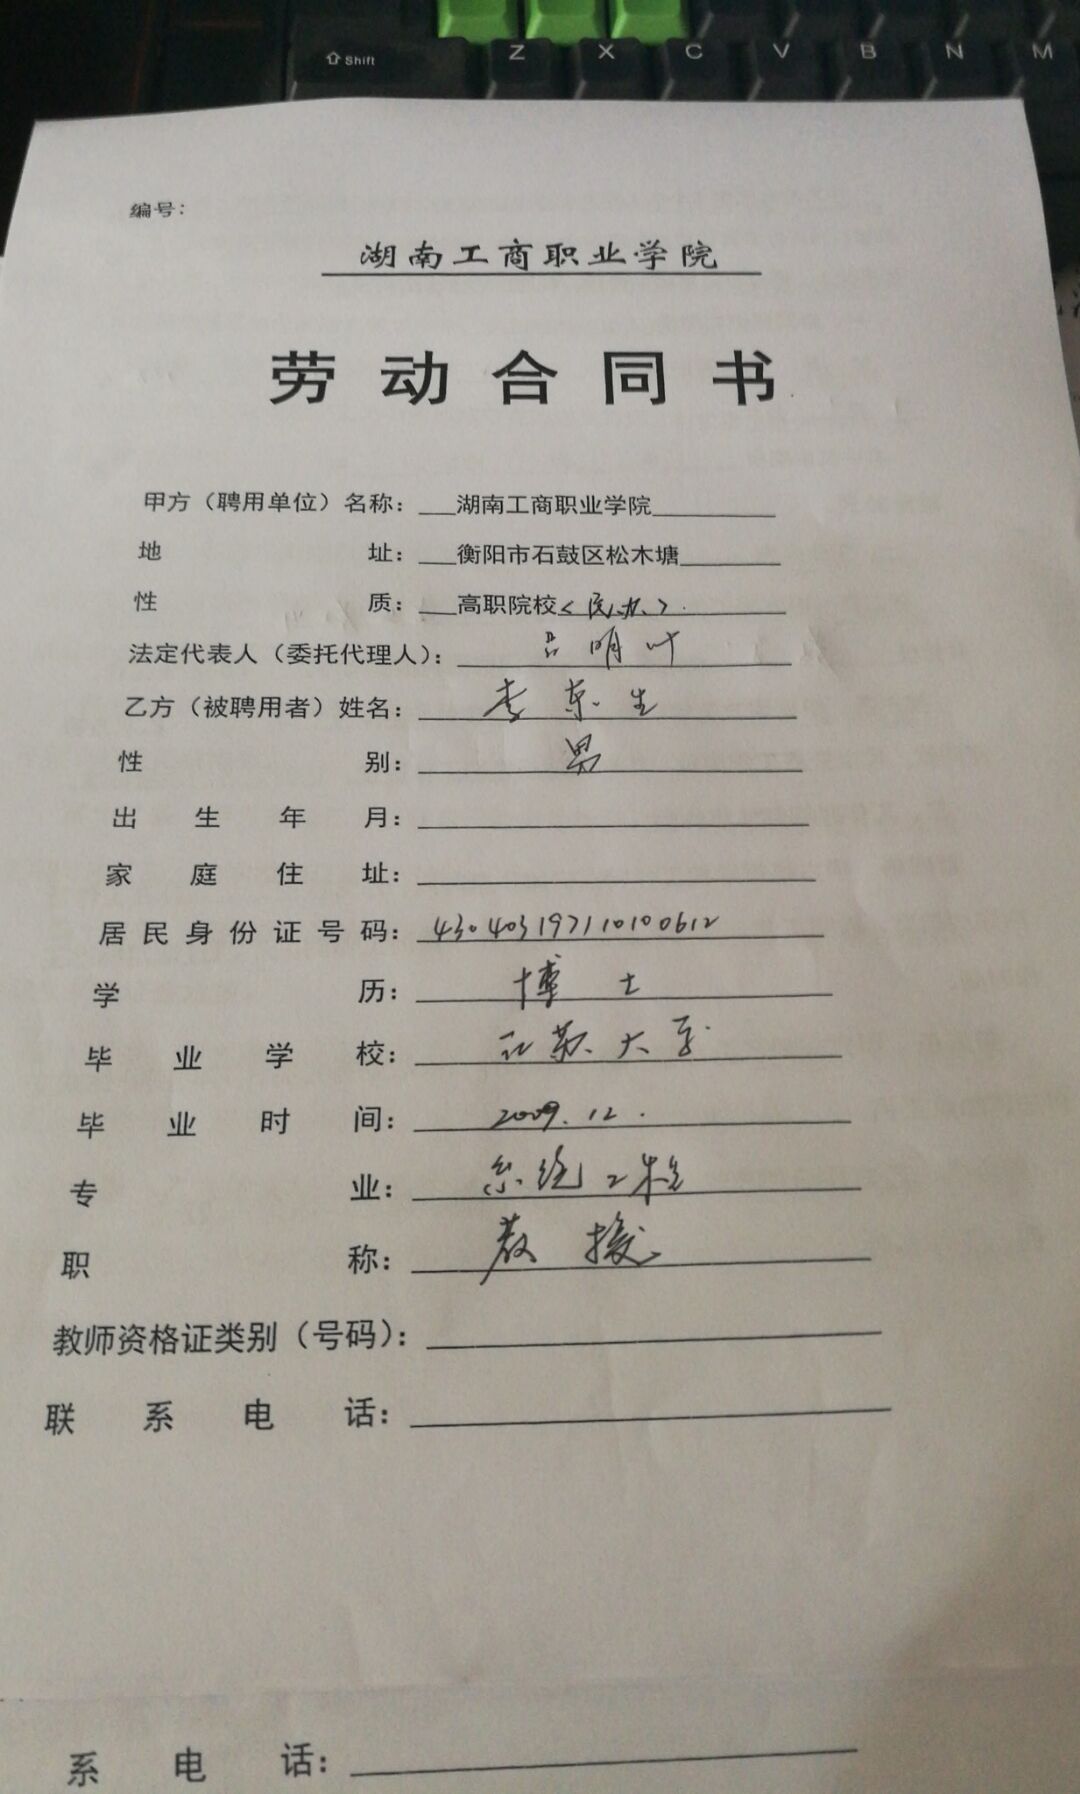 Shift Z X C V B N M
编号：
湖南工商职业学院
劳动合同书
甲方（聘用单位）名称：湖南工商职业学院
地址：衡阳市石鼓区松木塘
性质：高职院校（民办）
法定代表人（委托代理人）：吕明叶
乙方（被聘用者）姓名：李东生
性别：男
出生年月：
家庭住址：
居民身份证号码：430403197110100612
学历：博士
毕业学校：江苏大学
毕业时间：2009.12.
专业：系统工程
职称：教授
教师资格证类别（号码）：
联系电话：
系电话：